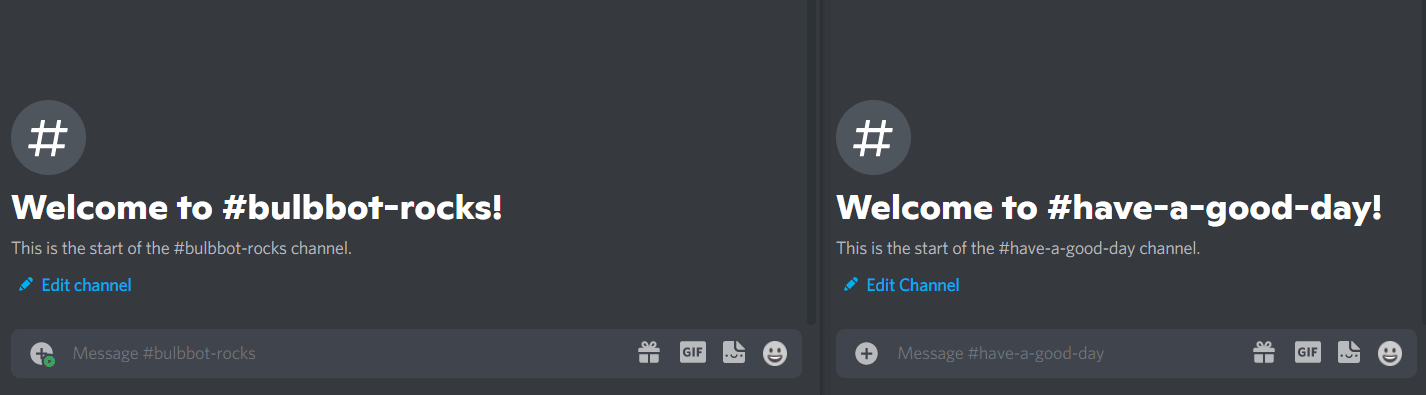 #
Welcome to #bulbbot-rocks!
This is the start of the #bulbbot-rocks channel.
Edit channel
Message #bulbbot-rocks
GIF
#
Welcome to #have-a-good-day!
This is the start of the #have-a-good-day channel.
Edit Channel
Message #have-a-good-day
GIF